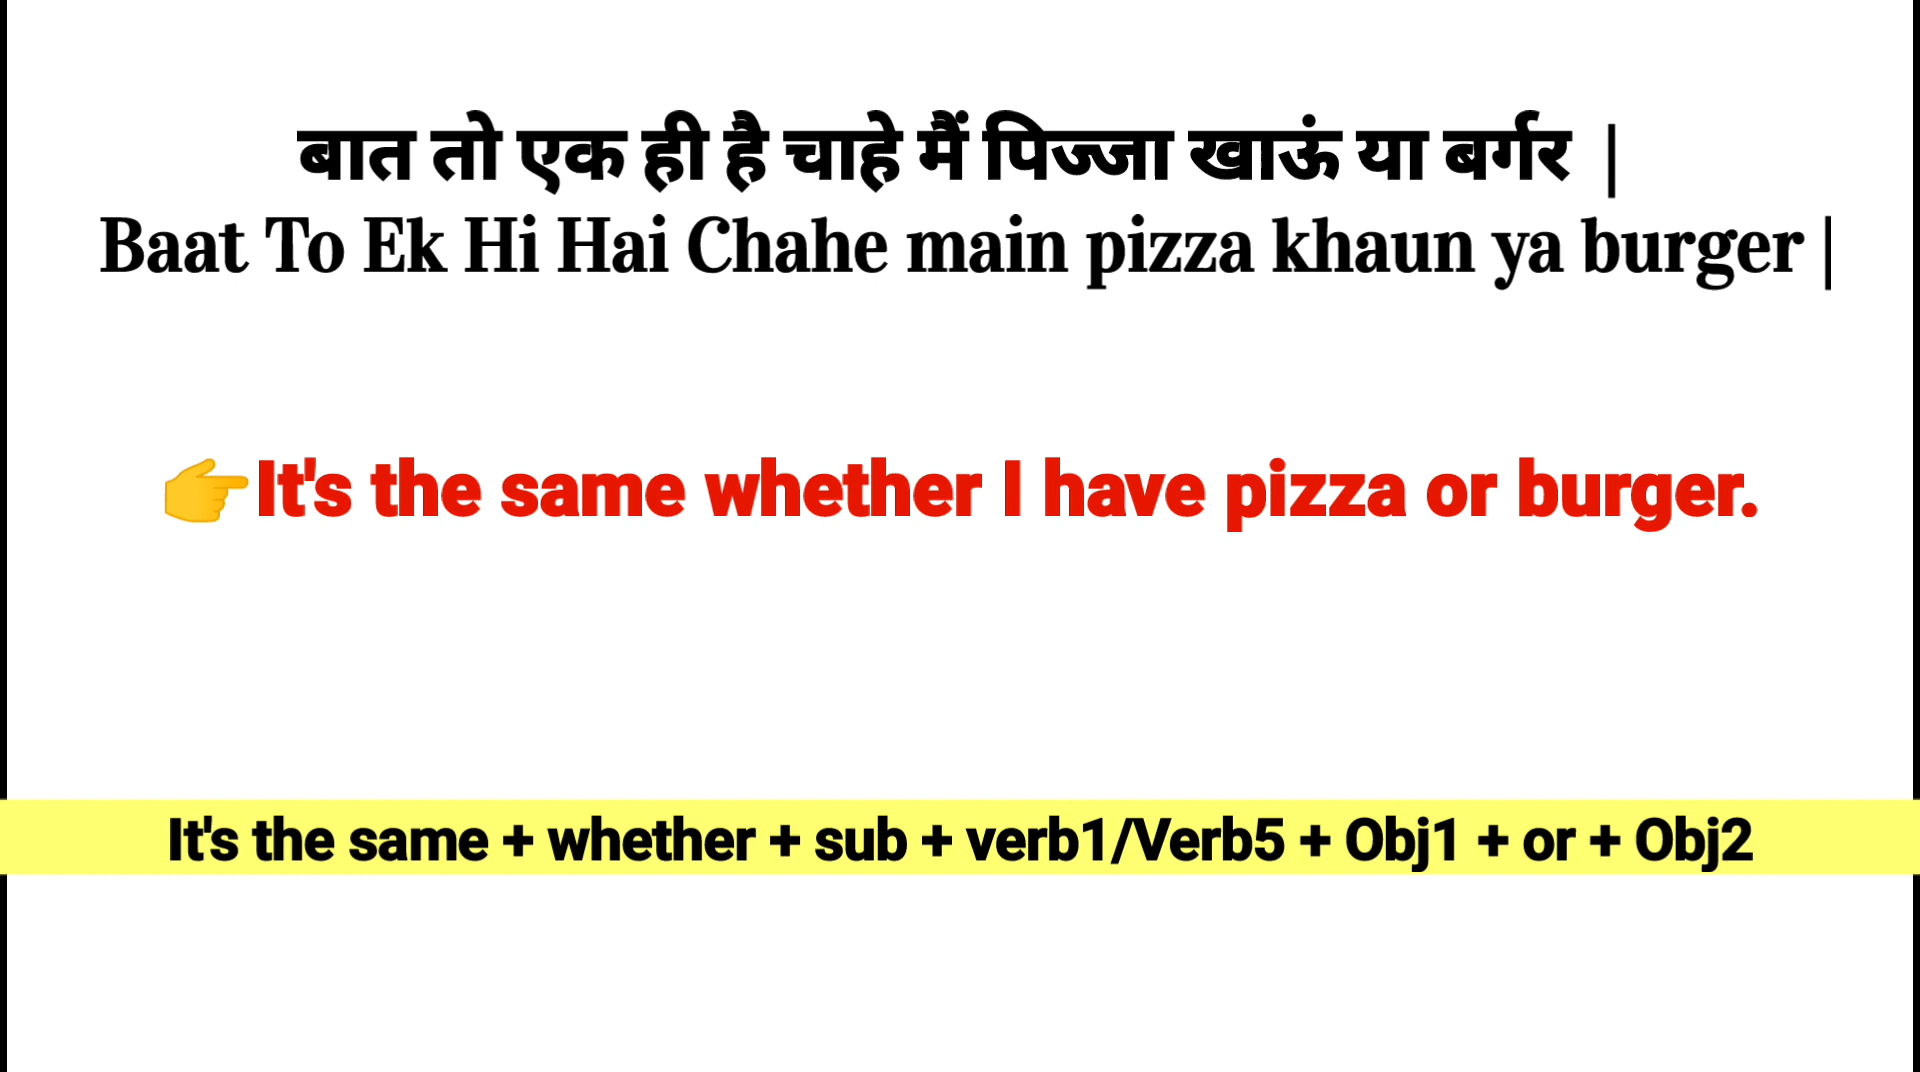 बात तो एक ही है चाहे मैं पिज्जा खाऊं या बर्गर |
Baat To Ek Hi Hai Chahe main pizza khaun ya burger |
👉It's the same whether I have pizza or burger.
It's the same + whether + sub + verb1/Verb5 + Obj1 + or + Obj2